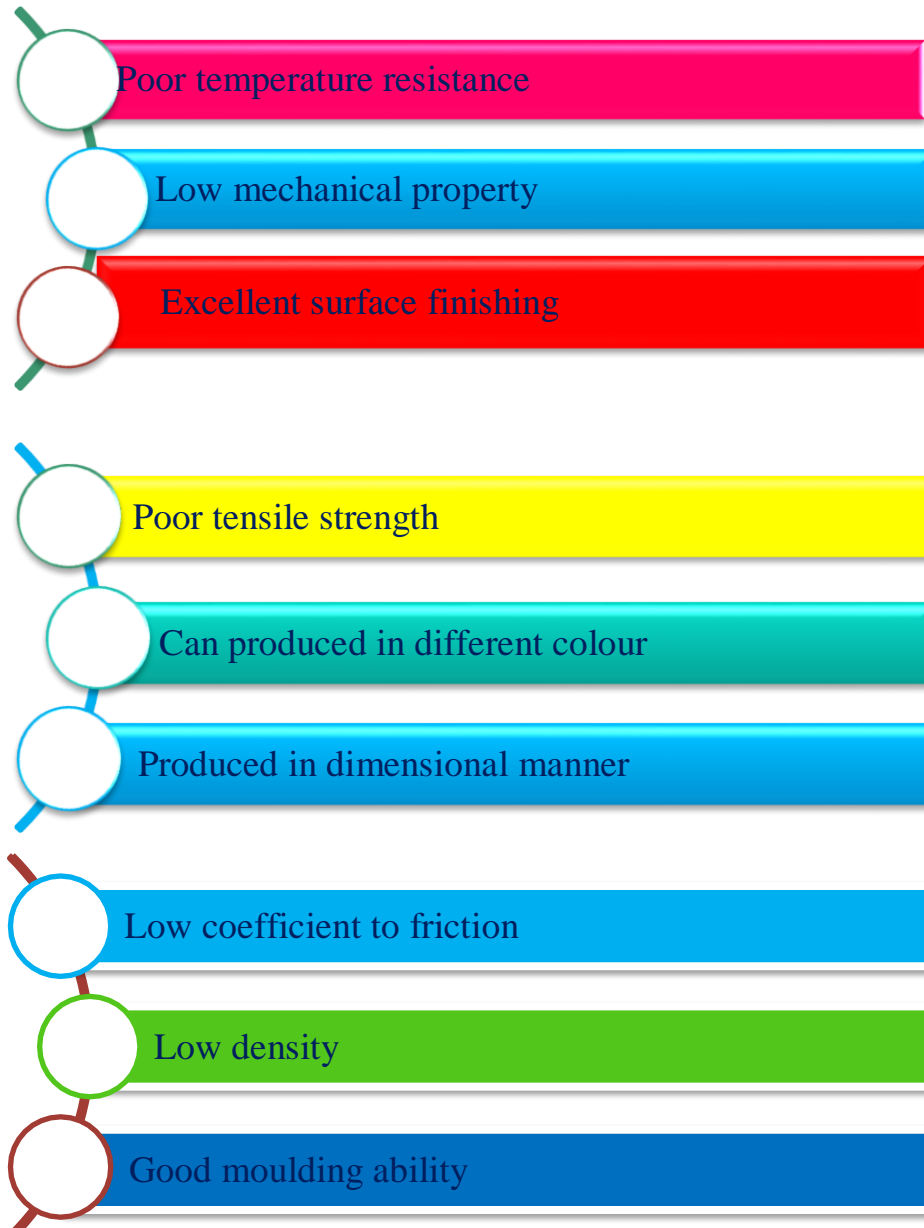 Poor temperature resistance
Low mechanical property
Excellent surface finishing
Poor tensile strength
Can produced in different colour
Produced in dimensional manner
Low coefficient to friction
Low density
Good moulding ability